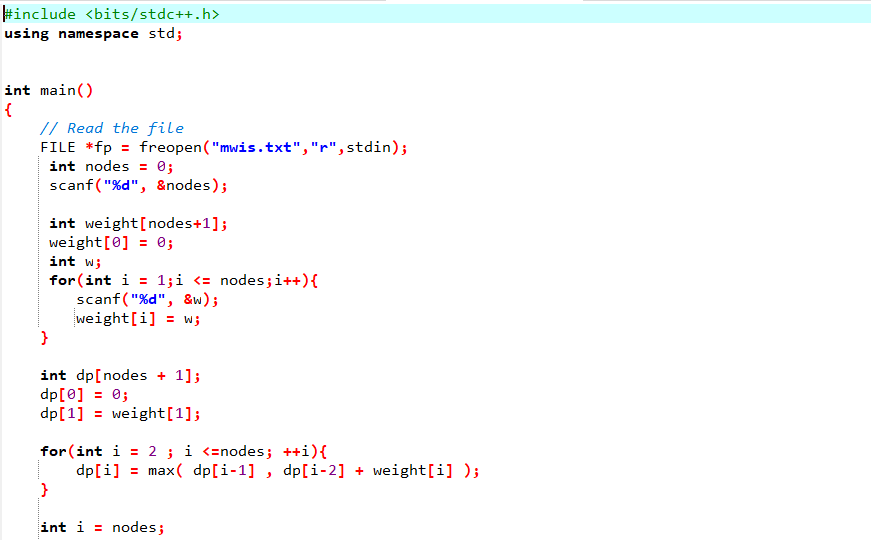 #include <bits/stdc++.h>
using namespace std;
int main()
{
// Read the file
FILE *fp = freopen("mwis.txt","r",stdin);
int nodes = 0;
scanf("%d", &nodes);
int weight[nodes+1];
weight[0] = 0;
int w;
for(int i = 1;i <= nodes;i++){
scanf("%d", &w);
weight[i] = w;
}
int dp[nodes + 1];
dp[0] = 0;
dp[1] = weight[1];
for(int i = 2 ; i <=nodes; ++i){
dp[i] = max( dp[i-1] , dp[i-2] + weight[i] );
}
int i = nodes;